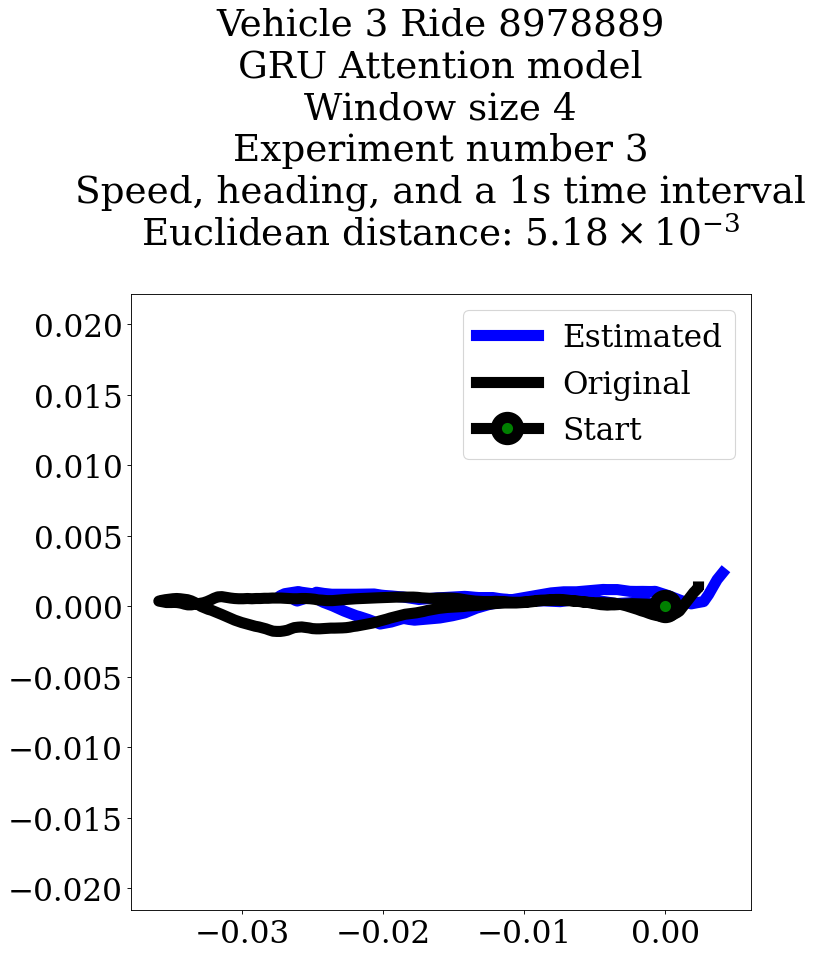 Vehicle 3 Ride 8978889
GRU Attention model
Window size 4
Experiment number 3
Speed, heading, and a 1s time interval
Euclidean distance: 5.18 × 10⁻³
0.020
0.015
0.010
0.005
0.000
−0.005
−0.010
−0.015
−0.020
Estimated
Original
Start
−0.03 −0.02 −0.01 0.00